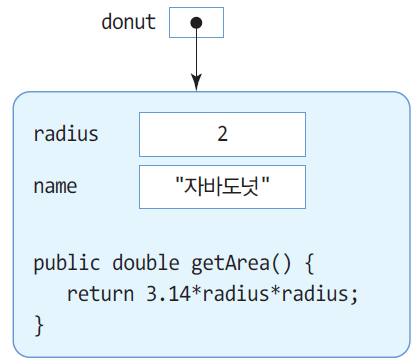 donut
radius 2
name "자바도넛"
public double getArea() {
return 3.14*radius*radius;
}